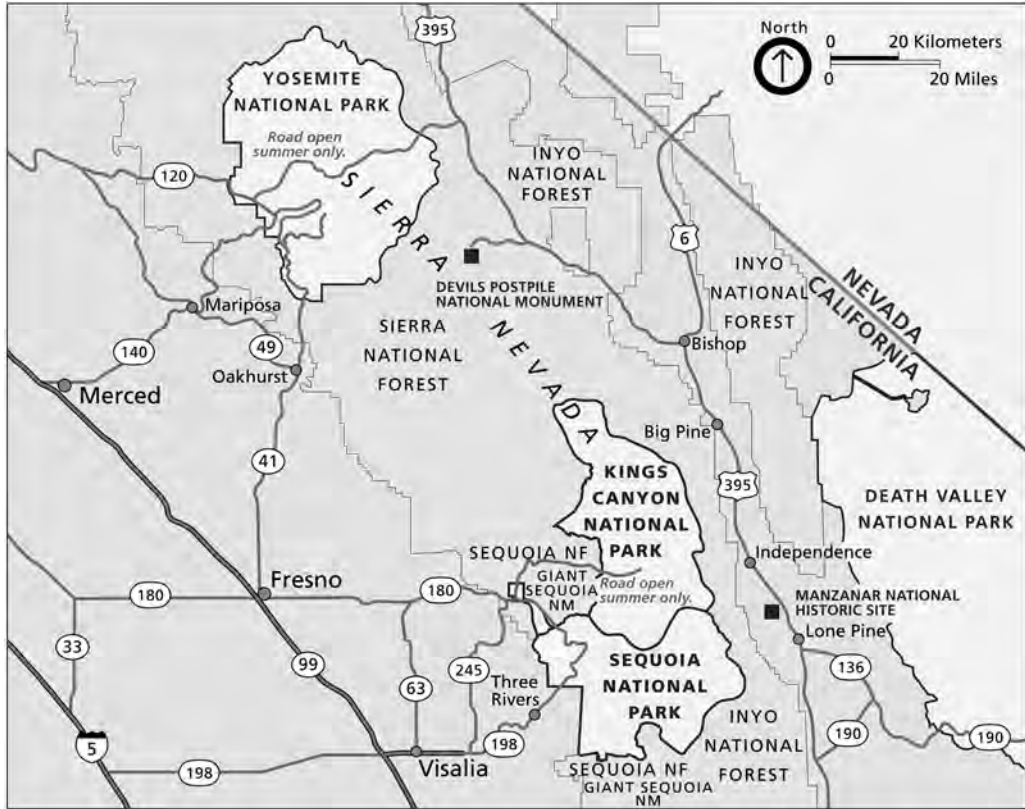 395
North
0 20 Kilometers
0 20 Miles
YOSEMITE
NATIONAL PARK
Road open
summer only.
120
SIERRA NEVADA
INYO
NATIONAL
FOREST
6
INYO
NATIONAL
FOREST
NEVADA
CALIFORNIA
DEVILS POSTPILE
NATIONAL MONUMENT
Mariposa
SIERRA
NATIONAL
FOREST
140
49
Oakhurst
Merced
Bishop
Big Pine
41
395
KINGS
CANYON
NATIONAL
PARK
Road open
summer only.
DEATH VALLEY
NATIONAL PARK
SEQUOIA NF
GIANT
SEQUOIA
NM
Independence
Fresno
180
180
MANZANAR NATIONAL
HISTORIC SITE
Lone Pine
33
99
63
245
Three
Rivers
SEQUOIA
NATIONAL
PARK
136
190
190
INYO
NATIONAL
FOREST
5
198
Visalia
198
SEQUOIA NF
GIANT SEQUOIA
NM